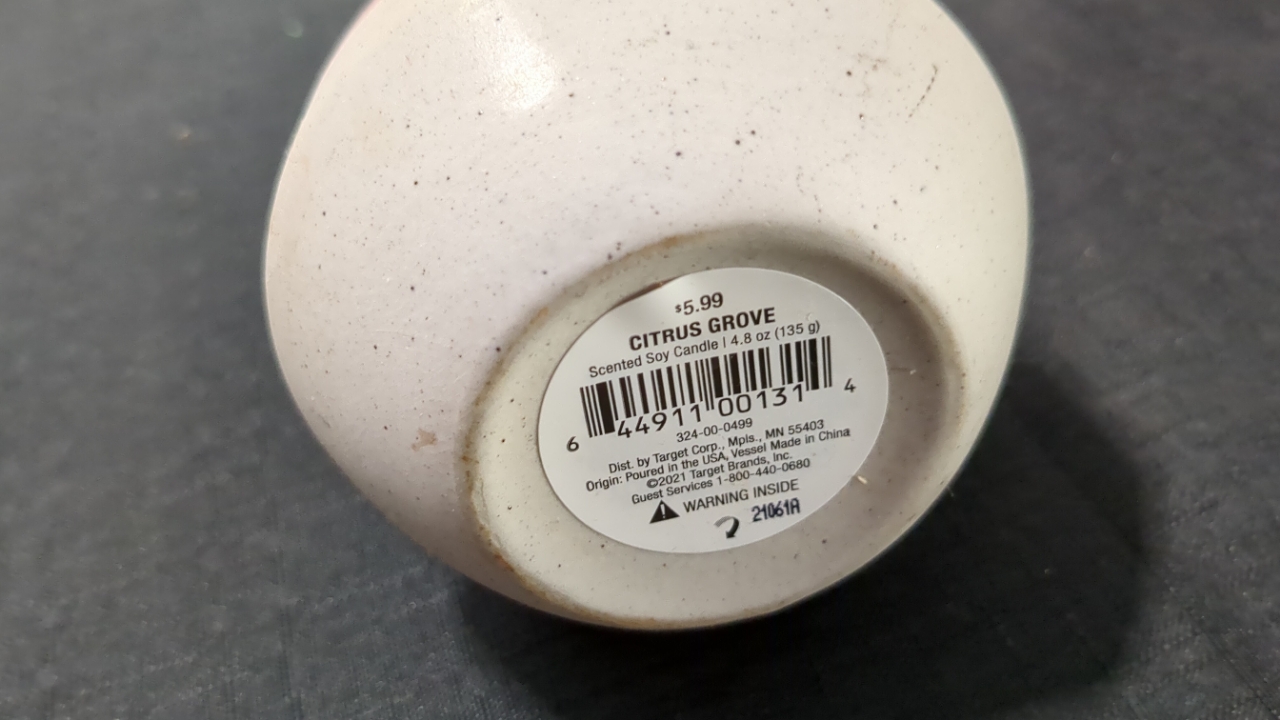 $5.99
CITRUS GROVE
Scented Soy Candle | 4.8 oz (135 g)
6 44911 00131 4
324-00-0499
Dist. by Target Corp., Mpls., MN 55403
Origin: Poured in the USA, Vessel Made in China
©2021 Target Brands, Inc.
Guest Services 1-800-440-0680
WARNING INSIDE
21061A